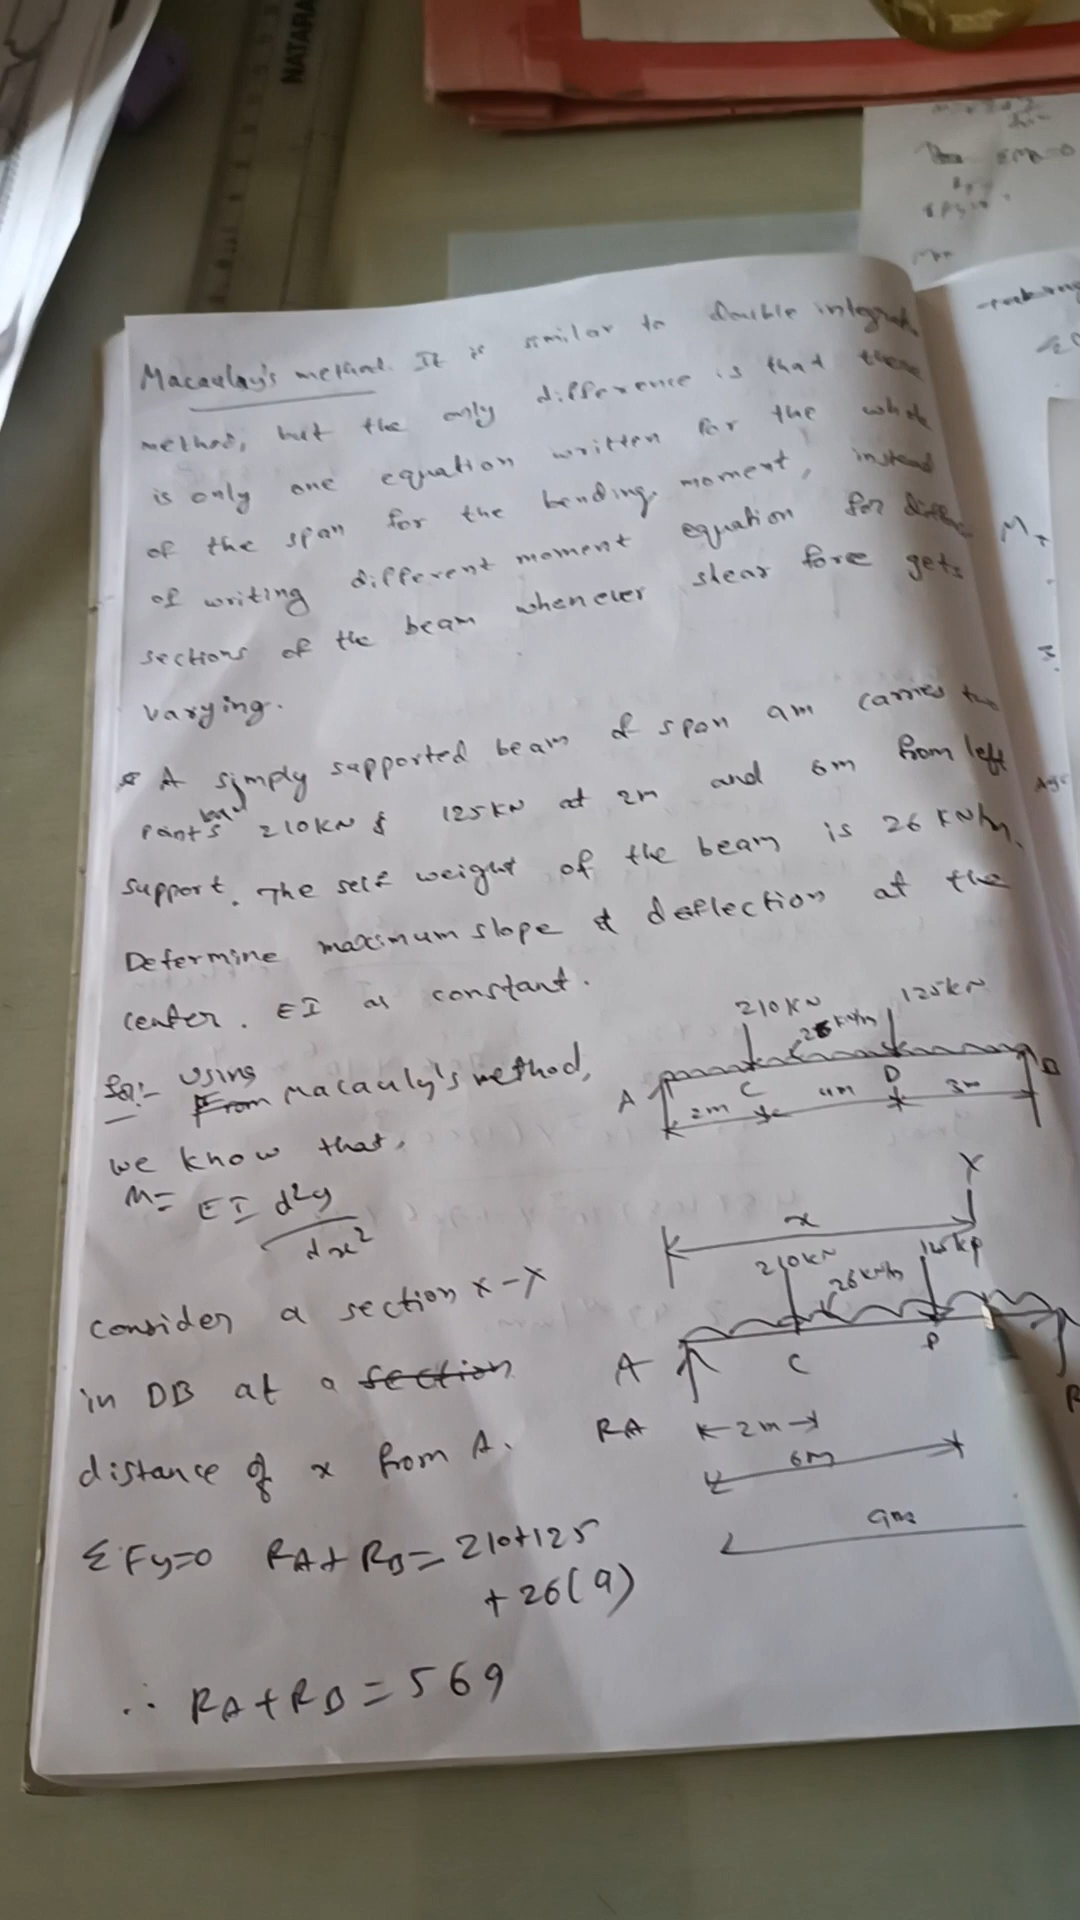 NATARA
Macaulay's method. It is similar to double integrat
method, but the only difference is that there
is only one equation written for the whole
of the span for the bending moment, instead
of writing different moment equation for
sections of the beam whenever shear force gets
varying.
A simply supported beam of span 9m carries two
points load 210KN & 125KN at 2m and 6m from left
support. The self weight of the beam is 26 KN/m.
Determine maximum slope & deflection at the
center. EI as constant.
210KN
125KN
26KN/m
A
C
D
B
2m
4m
3m
Sol:- Using From Macauly's method,
we know that,
M = EI d²y/dx²
x
X
210KN
26KN/m
A
C
RA
2m
6m
9m
consider a section x-x
in DB at a section
distance of x from A.
ΣFy=0 RA+RB= 210+125
+ 26(9)
∴ RA+RB = 569